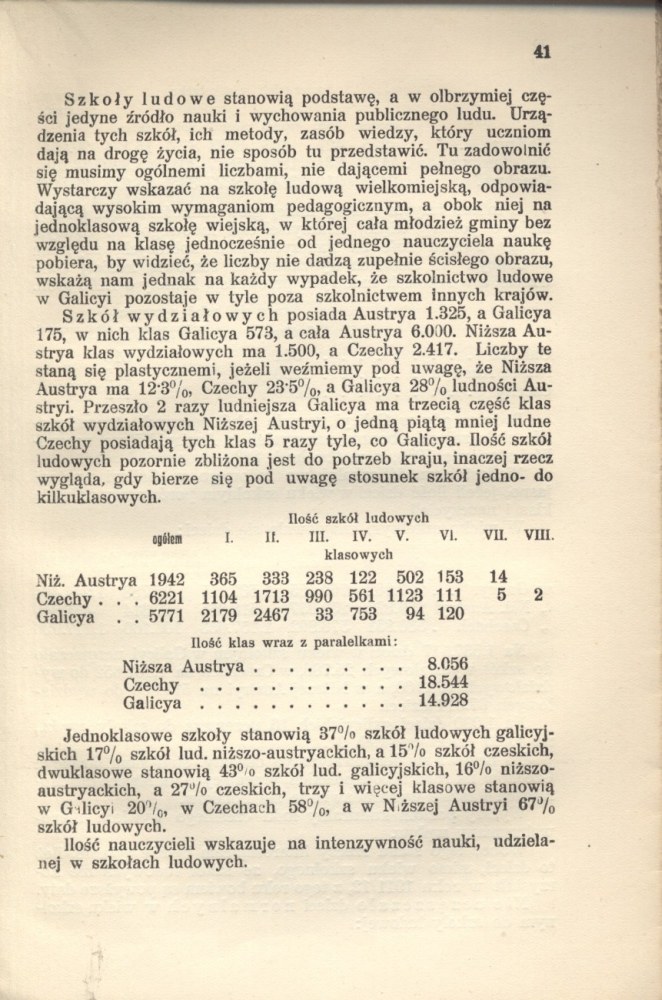 41
Szkoły ludowe stanowią podstawę, a w olbrzymiej czę-
ści jedyne źródło nauki i wychowania publicznego ludu. Urzą-
dzenia tych szkół, ich metody, zasób wiedzy, który uczniom
dają na drogę życia, nie sposób tu przedstawić. Tu zadowolnić
się musimy ogólnemi liczbami, nie dającemi pełnego obrazu.
Wystarczy wskazać na szkołę ludową wielkomiejską, odpowia-
dającą wysokim wymaganiom pedagogicznym, a obok niej na
jednoklasową szkołę wiejską, w której cała młodzież gminy bez
względu na klasę jednocześnie od jednego nauczyciela naukę
pobiera, by widzieć, że liczby nie dadzą zupełnie ścisłego obrazu,
wskażą nam jednak na każdy wypadek, że szkolnictwo ludowe
w Galicyi pozostaje w tyle poza szkolnictwem innych krajów.
Szkół wydziałowych posiada Austrya 1.325, a Galicya
175, w nich klas Galicya 573, a cała Austrya 6.000. Niższa Au-
strya klas wydziałowych ma 1.500, a Czechy 2.417. Liczby te
staną się plastycznemi, jeżeli weźmiemy pod uwagę, że Niższa
Austrya ma 12·3%, Czechy 23·5%, a Galicya 28% ludności Au-
stryi. Przeszło 2 razy ludniejsza Galicya ma trzecią część klas
szkół wydziałowych Niższej Austryi, o jedną piątą mniej ludne
Czechy posiadają tych klas 5 razy tyle, co Galicya. Ilość szkół
ludowych pozornie zbliżona jest do potrzeb kraju, inaczej rzecz
wygląda, gdy bierze się pod uwagę stosunek szkół jedno- do
kilkuklasowych.
Ilość szkół ludowych
ogółem I. II. III. IV. V. VI. VII. VIII.
klasowych
Niż. Austrya 1942 365 333 238 122 502 153 14
Czechy . . . 6221 1104 1713 990 561 1123 111 5 2
Galicya . . 5771 2179 2467 33 753 94 120
Ilość klas wraz z paralelkami:
Niższa Austrya . . . . . . . . . 8.056
Czechy . . . . . . . . . . . . 18.544
Galicya . . . . . . . . . . . . 14.928
Jednoklasowe szkoły stanowią 37% szkół ludowych galicyj-
skich 17% szkół lud. niższo-austryackich, a 15% szkół czeskich,
dwuklasowe stanowią 43% szkół lud. galicyjskich, 16% niższo-
austryackich, a 27% czeskich, trzy i więcej klasowe stanowią
w Galicyi 20%, w Czechach 58%, a w Niższej Austryi 67%
szkół ludowych.
Ilość nauczycieli wskazuje na intenzywność nauki, udziela-
nej w szkołach ludowych.